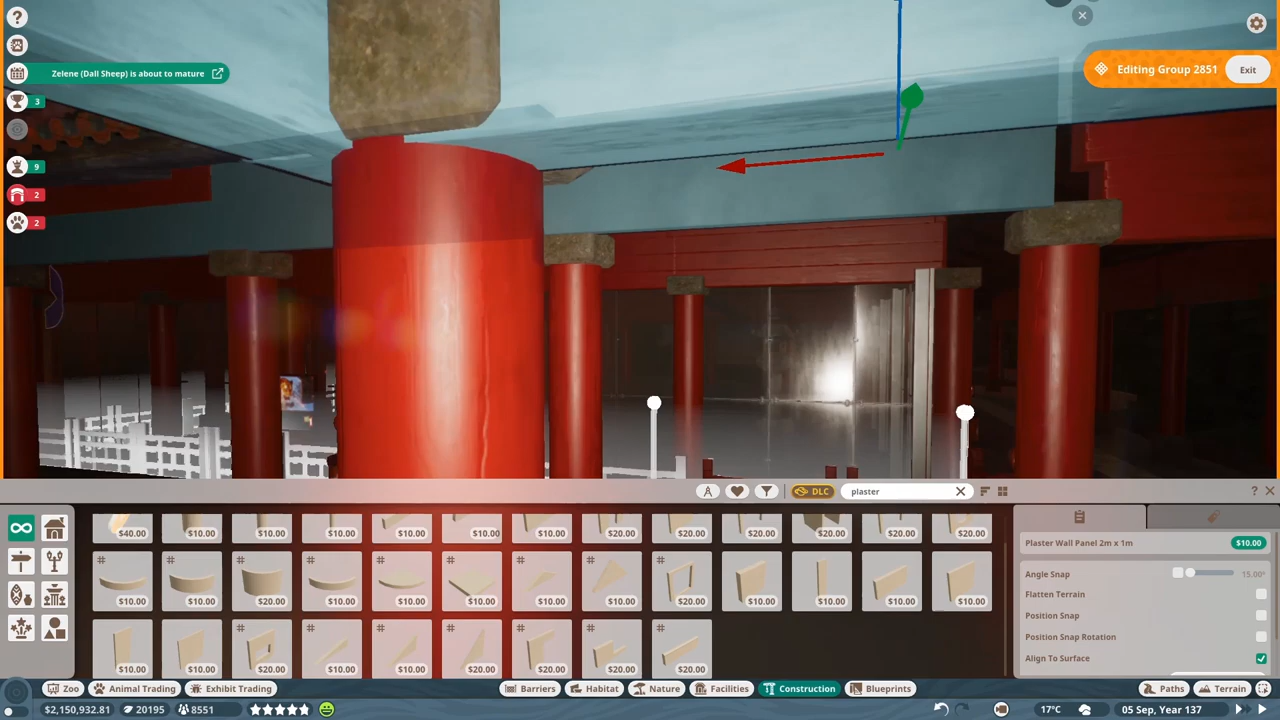 ?
Zelene (Dall Sheep) is about to mature
Editing Group 2851
Exit
3
9
2
2
DLC
plaster
?
$40.00 $10.00 $10.00 $10.00 $10.00 $10.00 $10.00 $20.00 $20.00 $20.00 $20.00 $20.00 $20.00
$10.00 $10.00 $20.00 $10.00 $10.00 $10.00 $10.00 $10.00 $20.00 $10.00 $10.00 $10.00 $10.00
$10.00 $10.00 $20.00 $10.00 $10.00 $20.00 $10.00 $20.00 $20.00
Plaster Wall Panel 2m x 1m
$10.00
Angle Snap
15.00°
Flatten Terrain
Position Snap
Position Snap Rotation
Align To Surface
Zoo
Animal Trading
Exhibit Trading
Barriers
Habitat
Nature
Facilities
Construction
Blueprints
Paths
Terrain
$2,150,932.81
20195
8551
17°C
05 Sep, Year 137